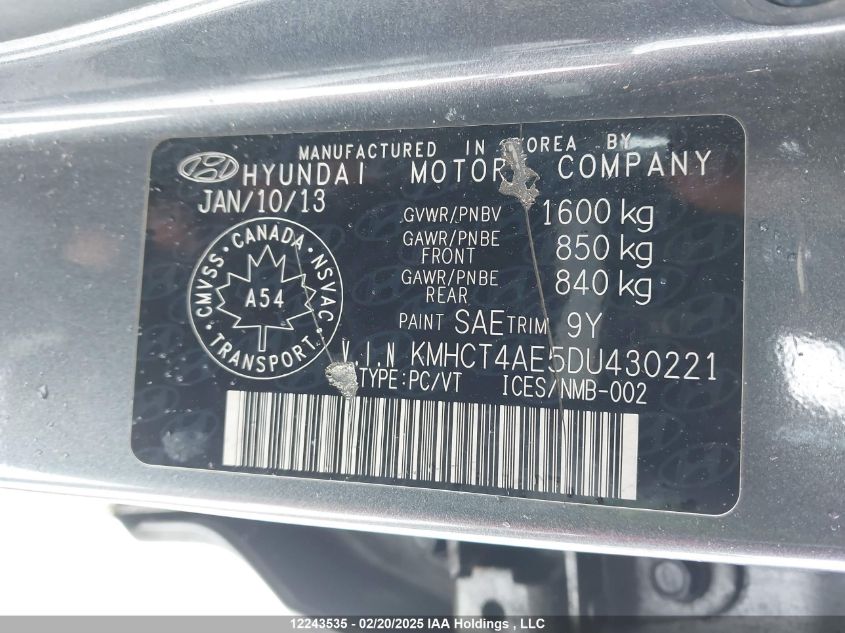 MANUFACTURED IN KOREA BY
HYUNDAI MOTOR COMPANY
JAN/10/13
GVWR/PNBV 1600 kg
GAWR/PNBE FRONT 850 kg
GAWR/PNBE REAR 840 kg
CMVSS · CANADA · NSVAC
A54
· TRANSPORT ·
PAINT SAE TRIM 9Y
V.I.N KMHCT4AE5DU430221
TYPE:PC/VT ICES/NMB-002
12243535 - 02/20/2025 IAA Holdings , LLC